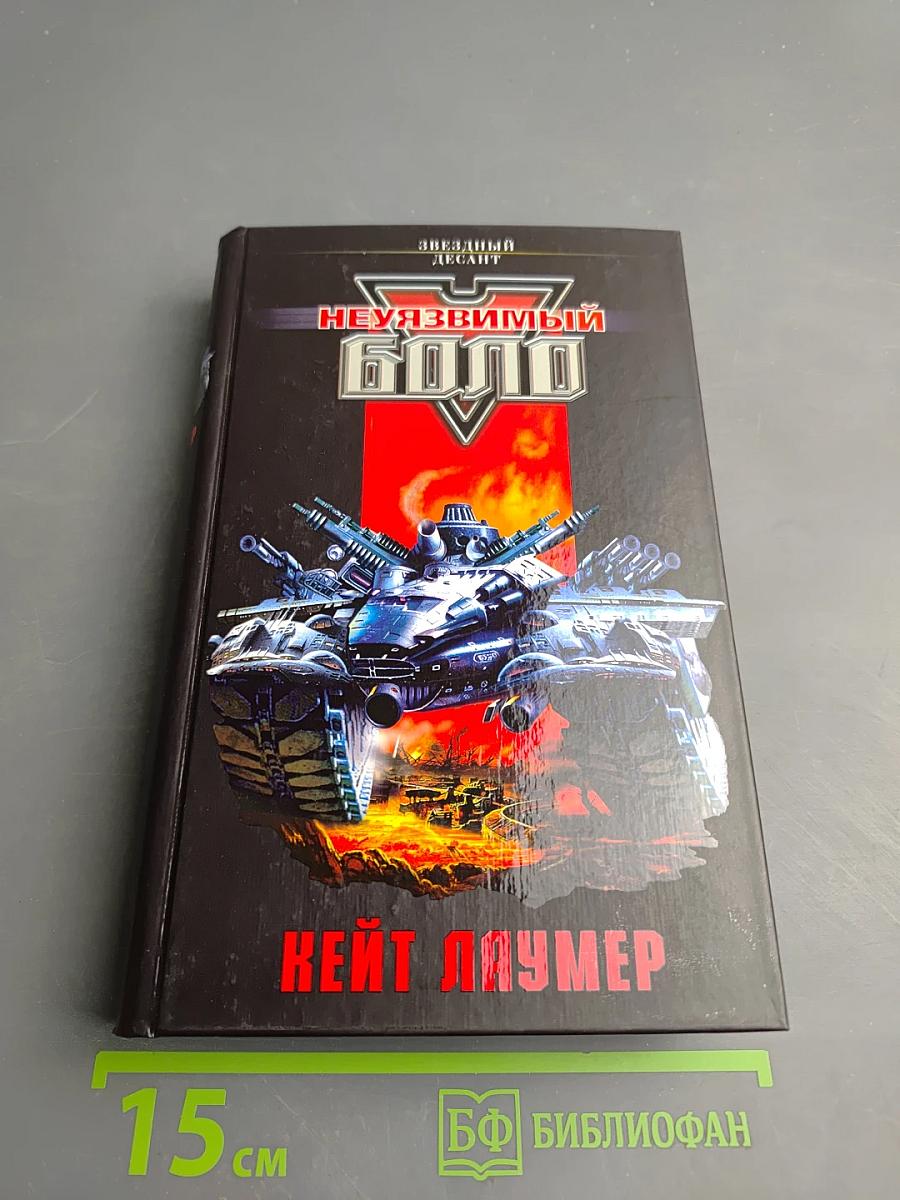 ЗВЕЗДНЫЙ
ДЕСАНТ
НЕУЯЗВИМЫЙ
БОЛО
КЕЙТ ЛАУМЕР
15 см
БФ БИБЛИОФАН